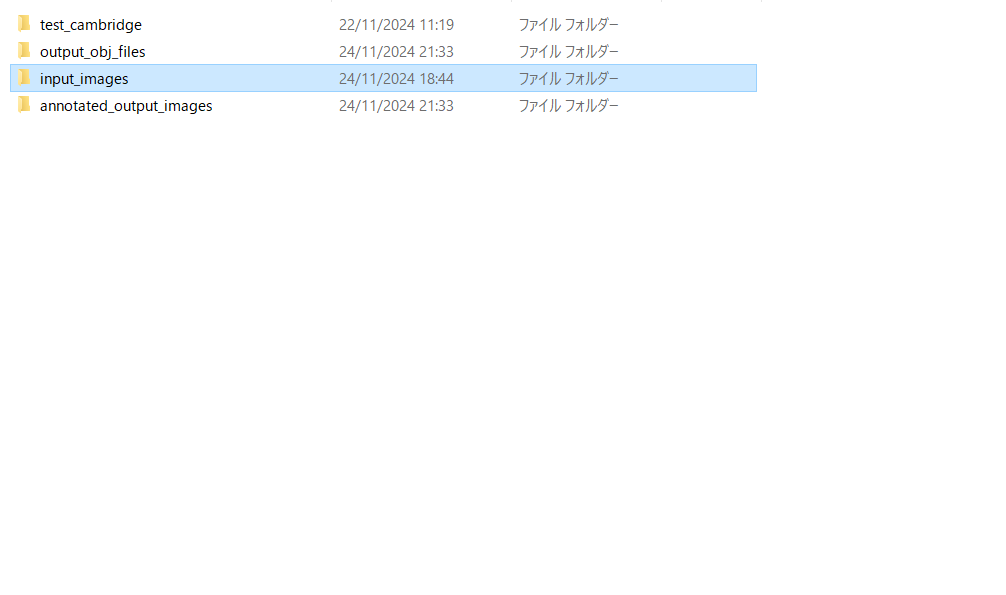 test_cambridge 22/11/2024 11:19 ファイル フォルダー
output_obj_files 24/11/2024 21:33 ファイル フォルダー
input_images 24/11/2024 18:44 ファイル フォルダー
annotated_output_images 24/11/2024 21:33 ファイル フォルダー